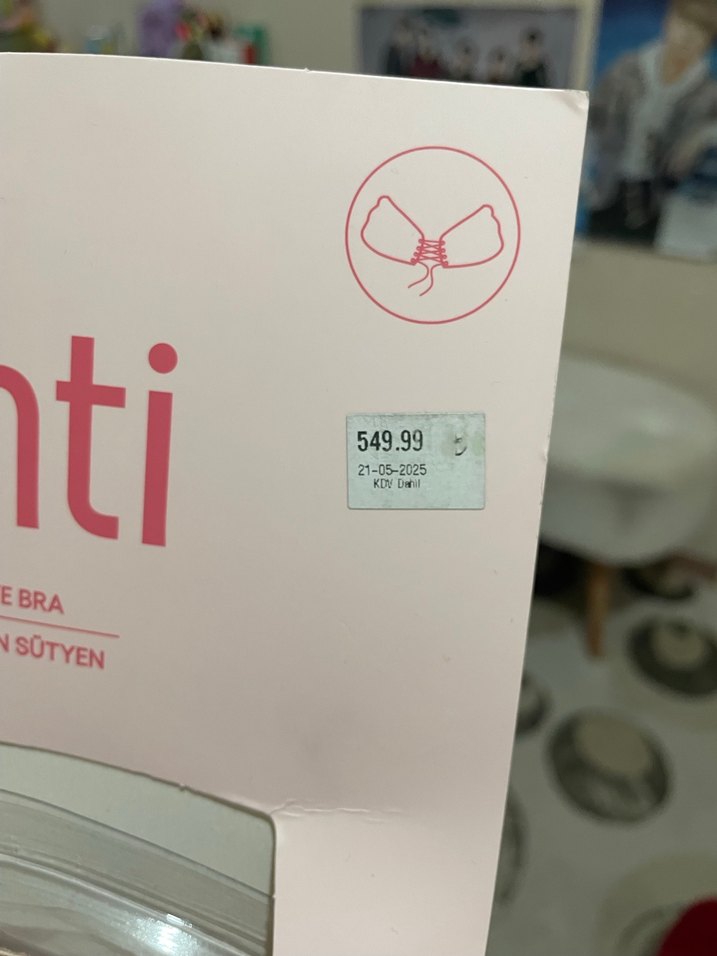 nti
E BRA
N SÜTYEN
549.99 ₺
21-05-2025
KDV Dahil